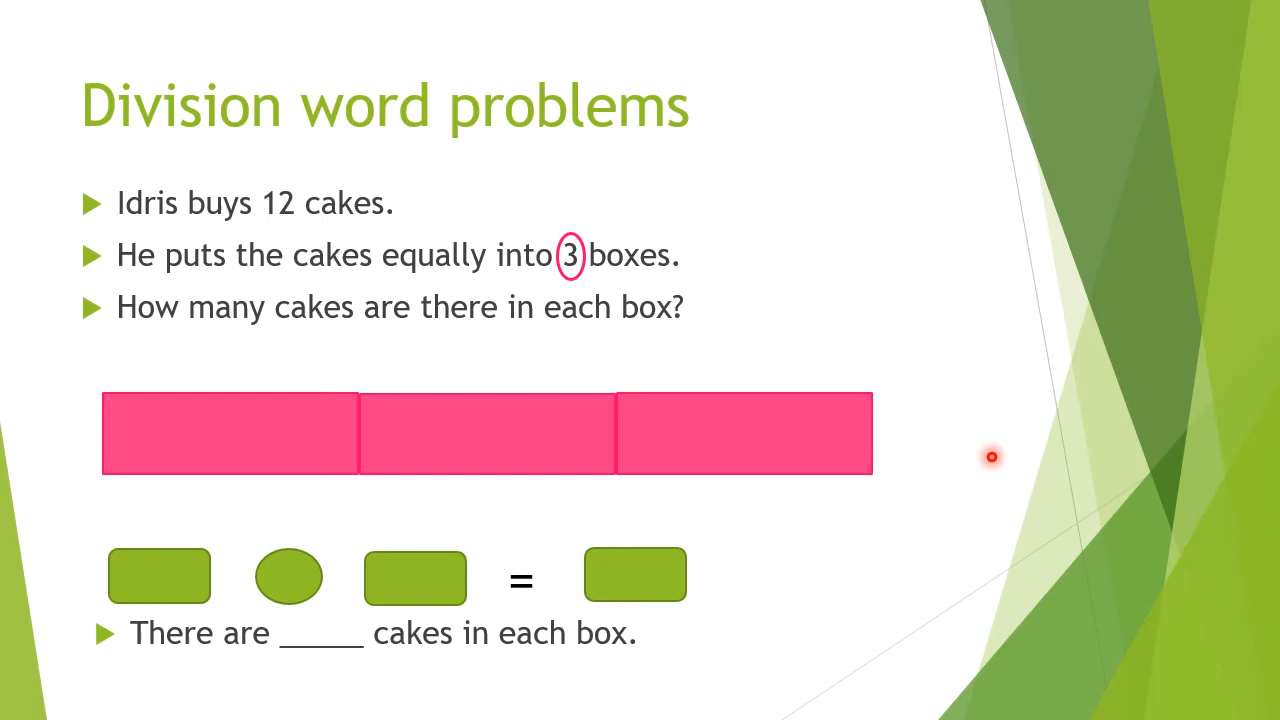 Division word problems
Idris buys 12 cakes.
He puts the cakes equally into 3 boxes.
How many cakes are there in each box?
=
There are _____ cakes in each box.